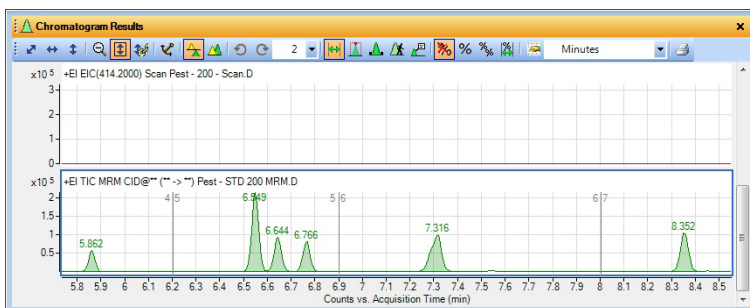 Chromatogram Results
2 Minutes
x10 5 +EI EIC(414.2000) Scan Pest - 200 - Scan.D
3
2
1
0
x10 5 +EI TIC MRM CID@** (** -> **) Pest - STD 200 MRM.D
2
1.5
1
0.5
4 5
5 6
6 7
5.862
6.549
6.644
6.766
7.316
8.352
5.8 5.9 6 6.1 6.2 6.3 6.4 6.5 6.6 6.7 6.8 6.9 7 7.1 7.2 7.3 7.4 7.5 7.6 7.7 7.8 7.9 8 8.1 8.2 8.3 8.4 8.5
Counts vs. Acquisition Time (min)